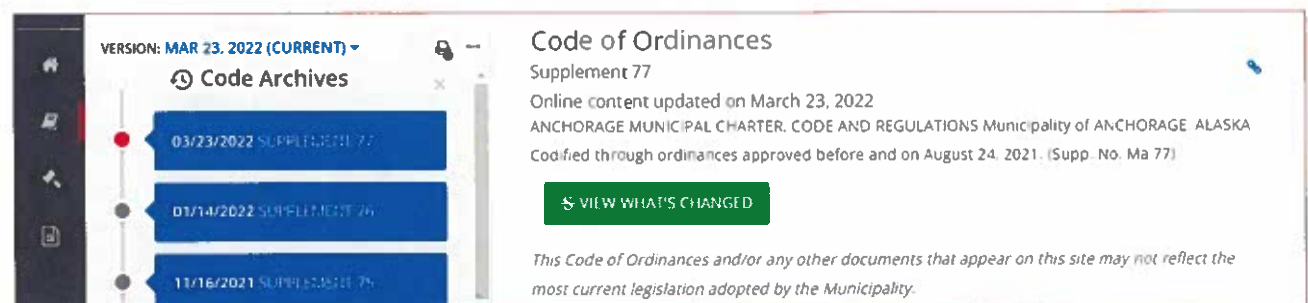 VERSION: MAR 23, 2022 (CURRENT)
Code Archives
03/23/2022 SUPPLEMENT 77
01/14/2022 SUPPLEMENT 76
11/16/2021 SUPPLEMENT 75
Code of Ordinances
Supplement 77
Online content updated on March 23, 2022
ANCHORAGE MUNICIPAL CHARTER, CODE AND REGULATIONS Municipality of ANCHORAGE ALASKA
Codified through ordinances approved before and on August 24, 2021. (Supp. No. Ma 77)
VIEW WHAT'S CHANGED
This Code of Ordinances and/or any other documents that appear on this site may not reflect the
most current legislation adopted by the Municipality.